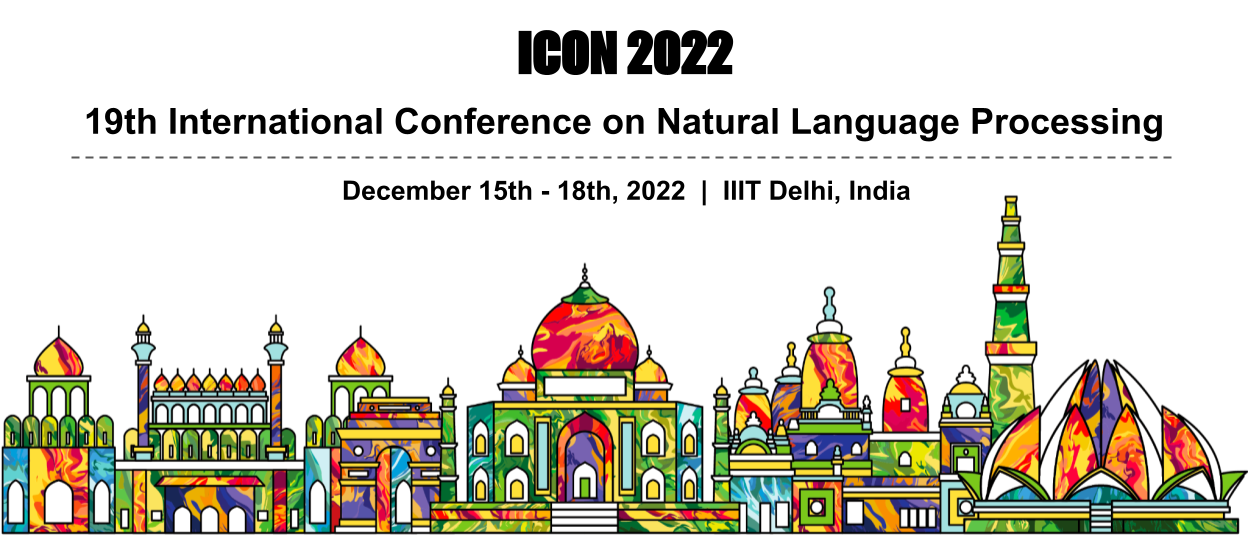 ICON 2022
19th International Conference on Natural Language Processing
December 15th - 18th, 2022 | IIIT Delhi, India